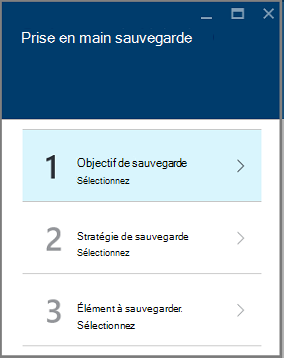 Prise en main sauvegarde
1
Objectif de sauvegarde
Sélectionnez
2
Stratégie de sauvegarde
Sélectionnez
3
Élément à sauvegarder.
Sélectionnez